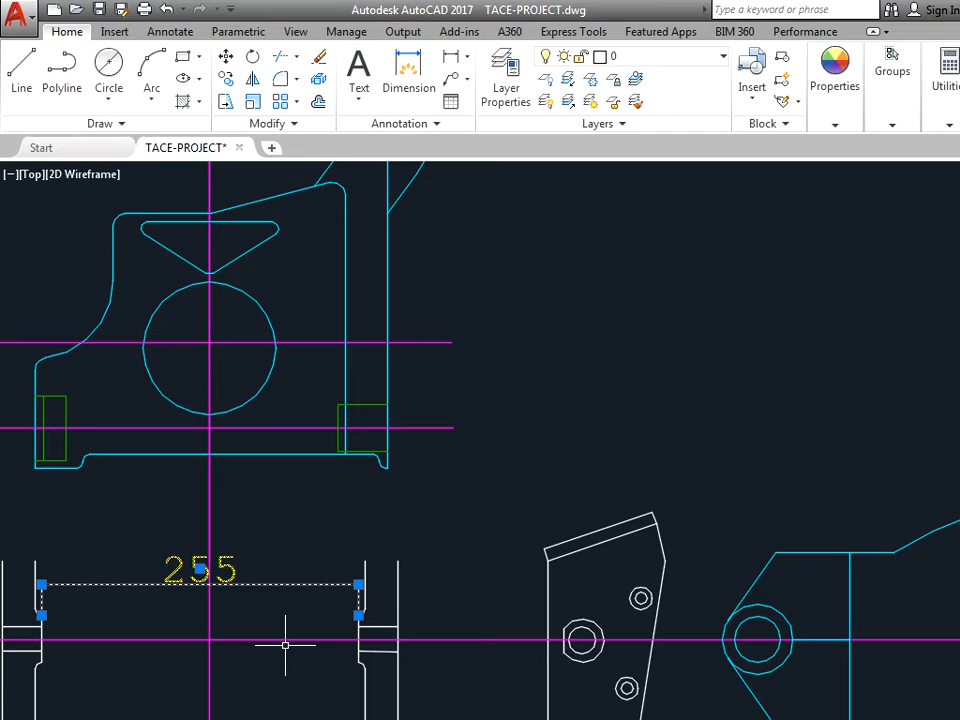 Autodesk AutoCAD 2017 TACE-PROJECT.dwg
Type a keyword or phrase
Sign In
A
Home Insert Annotate Parametric View Manage Output Add-ins A360 Express Tools Featured Apps BIM 360 Performance
Line Polyline Circle Arc
A
Text Dimension
Layer
Properties
0
Insert
Properties
Groups
Utiliti
Draw Modify Annotation Layers Block
Start TACE-PROJECT*
[−][Top][2D Wireframe]
255